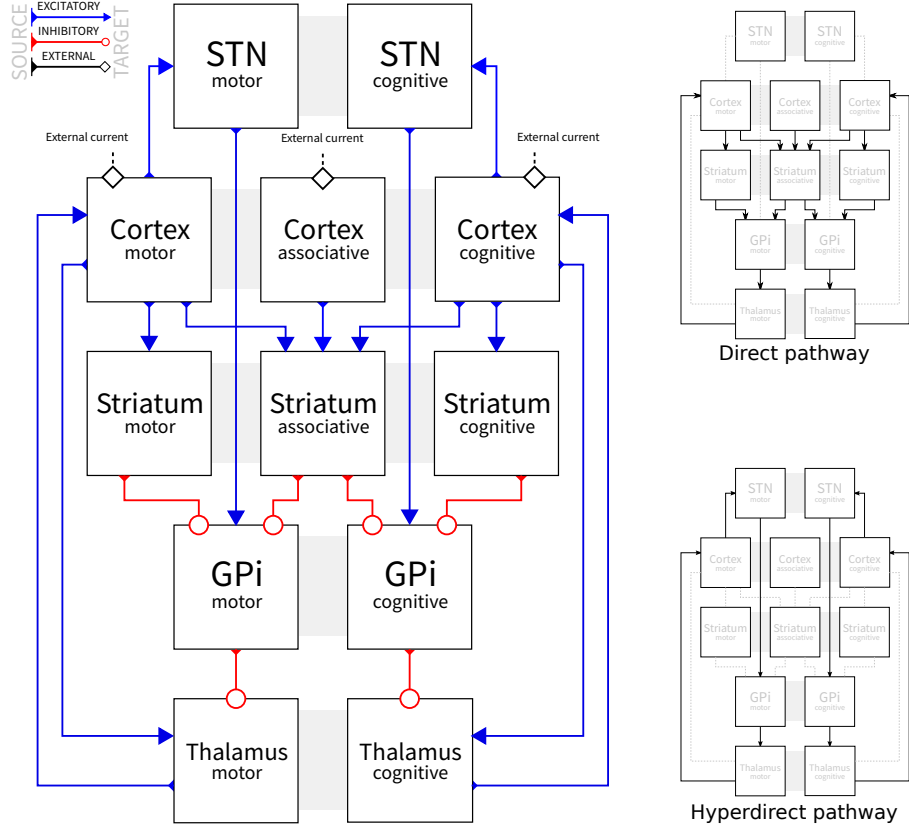 SOURCE
EXCITATORY
INHIBITORY
EXTERNAL
TARGET
STN
motor
STN
cognitive
External current
External current
External current
Cortex
motor
Cortex
associative
Cortex
cognitive
Striatum
motor
Striatum
associative
Striatum
cognitive
GPi
motor
GPi
cognitive
Thalamus
motor
Thalamus
cognitive
STN
motor
STN
cognitive
Cortex
motor
Cortex
associative
Cortex
cognitive
Striatum
motor
Striatum
associative
Striatum
cognitive
GPi
motor
GPi
cognitive
Thalamus
motor
Thalamus
cognitive
Direct pathway
STN
motor
STN
cognitive
Cortex
motor
Cortex
associative
Cortex
cognitive
Striatum
motor
Striatum
associative
Striatum
cognitive
GPi
motor
GPi
cognitive
Thalamus
motor
Thalamus
cognitive
Hyperdirect pathway